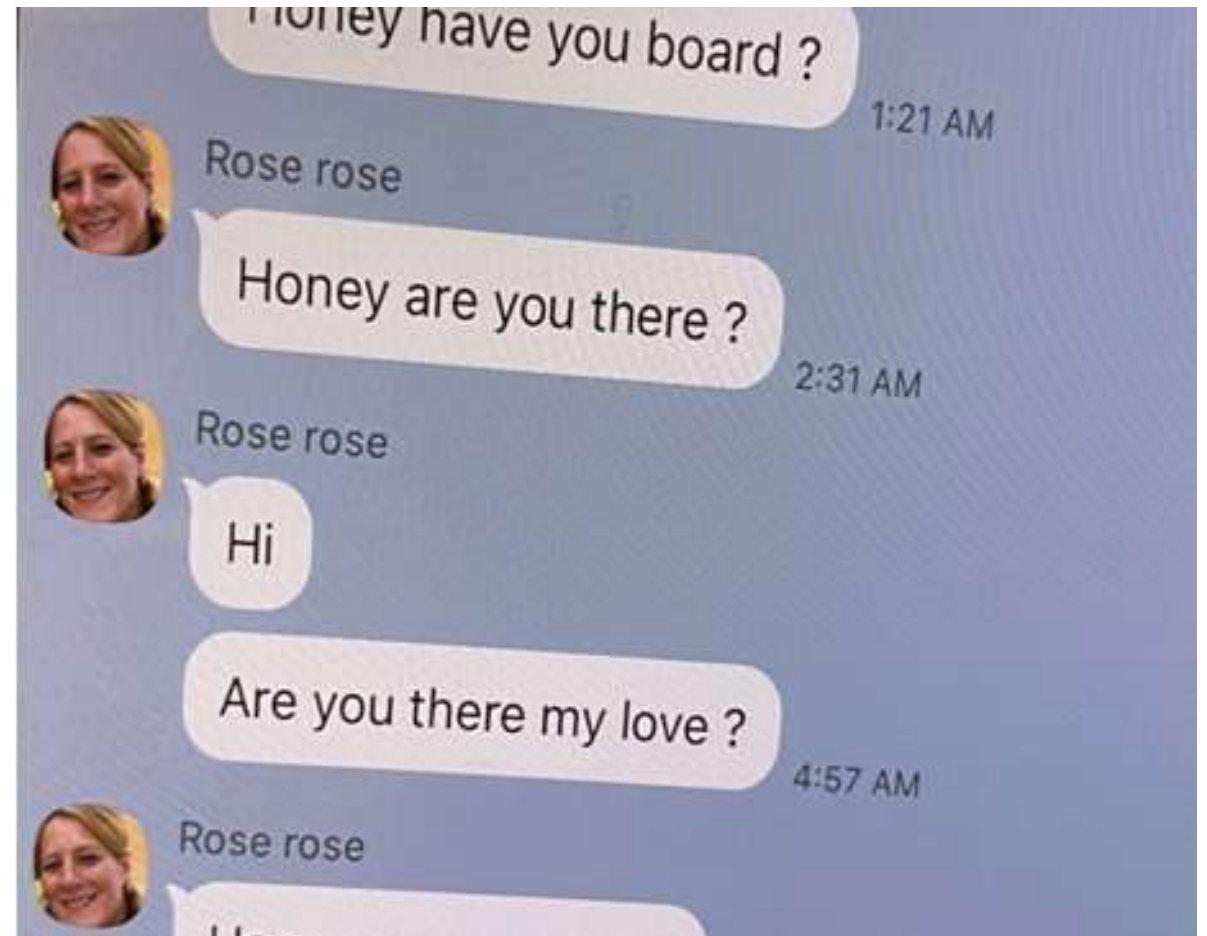 Honey have you board ?
1:21 AM
Rose rose
Honey are you there ?
2:31 AM
Rose rose
Hi
Are you there my love ?
4:57 AM
Rose rose